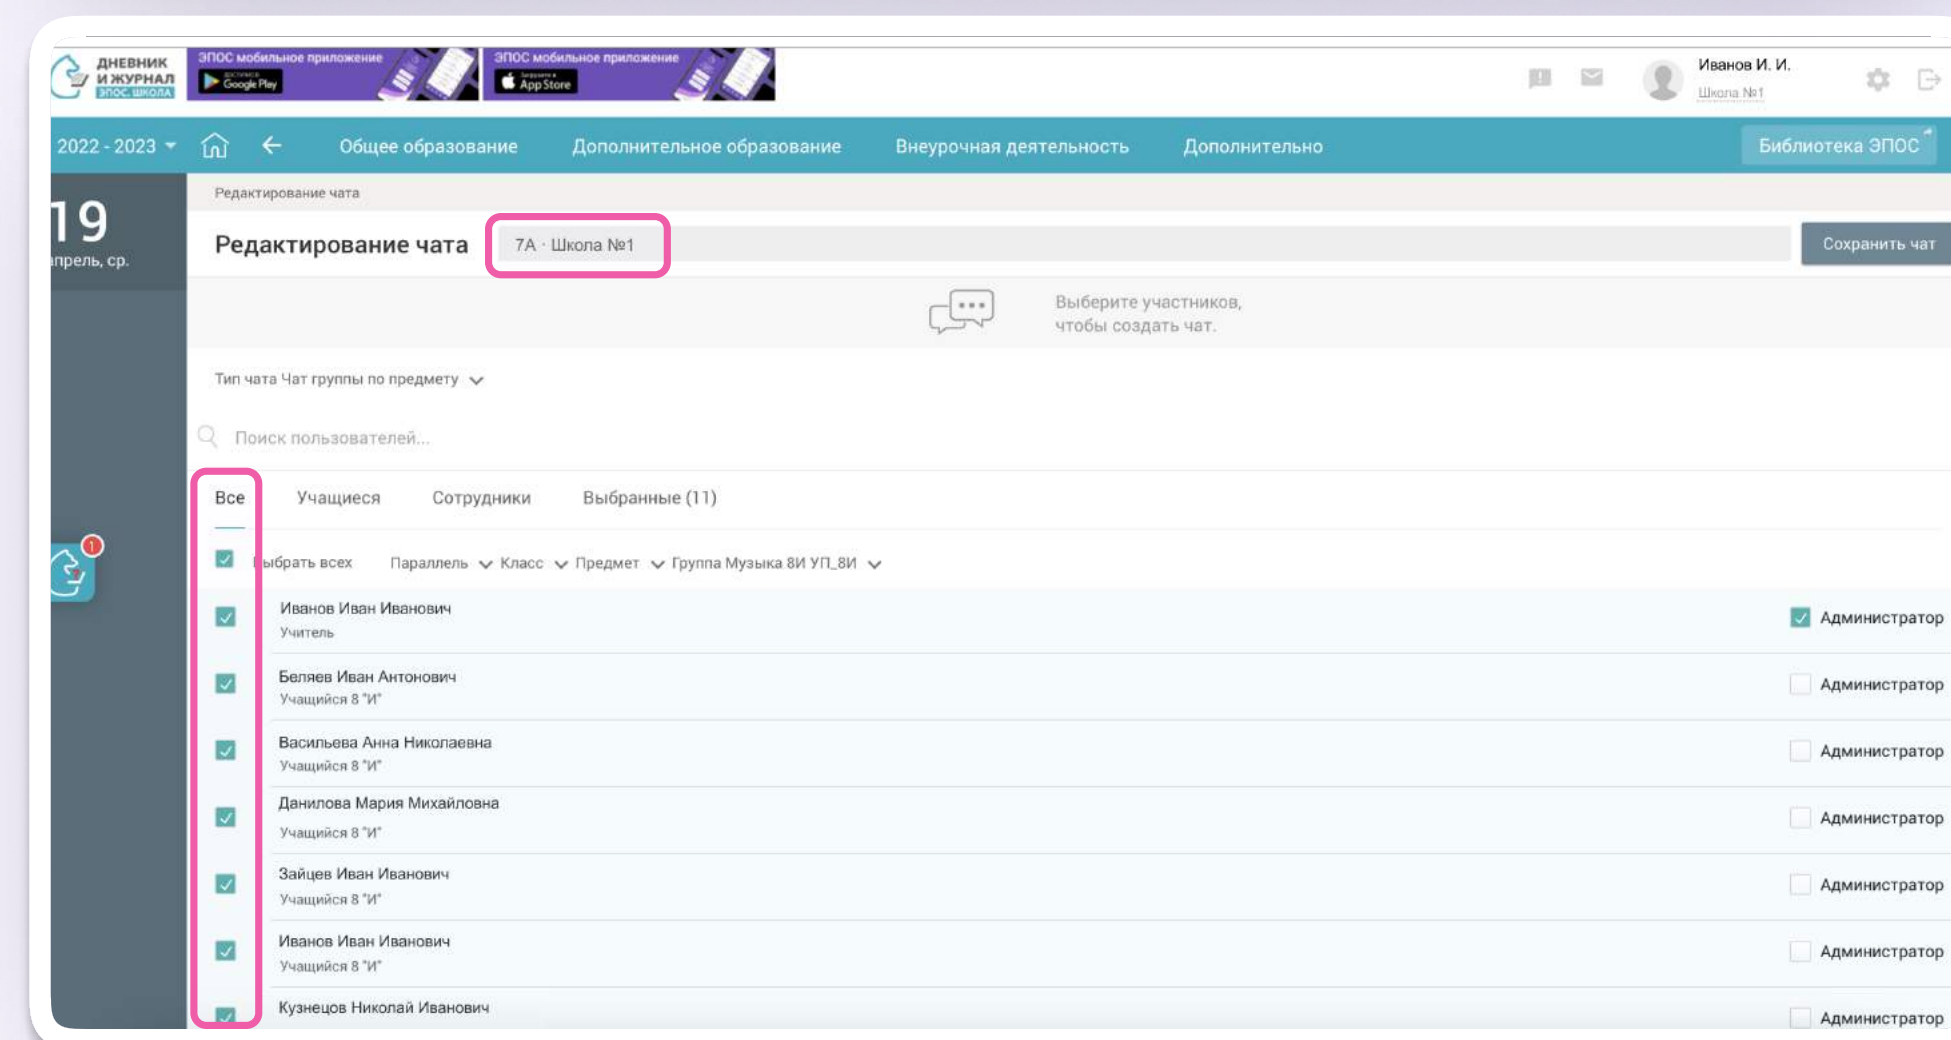 ДНЕВНИК
И ЖУРНАЛ
ЭПОС.ШКОЛА
ЭПОС мобильное приложение
Google Play
ЭПОС мобильное приложение
Загрузите в
App Store
Иванов И. И.
Школа №1
2022 - 2023
Общее образование
Дополнительное образование
Внеурочная деятельность
Дополнительно
Библиотека ЭПОС
19
апрель, ср.
Редактирование чата
Редактирование чата
7А · Школа №1
Сохранить чат
Выберите участников,
чтобы создать чат.
Тип чата Чат группы по предмету
Поиск пользователей...
Все
Учащиеся
Сотрудники
Выбранные (11)
1
Выбрать всех
Параллель
Класс
Предмет
Группа Музыка 8И УП_8И
Иванов Иван Иванович
Учитель
Администратор
Беляев Иван Антонович
Учащийся 8 "И"
Администратор
Васильева Анна Николаевна
Учащийся 8 "И"
Администратор
Данилова Мария Михайловна
Учащийся 8 "И"
Администратор
Зайцев Иван Иванович
Учащийся 8 "И"
Администратор
Иванов Иван Иванович
Учащийся 8 "И"
Администратор
Кузнецов Николай Иванович
Администратор